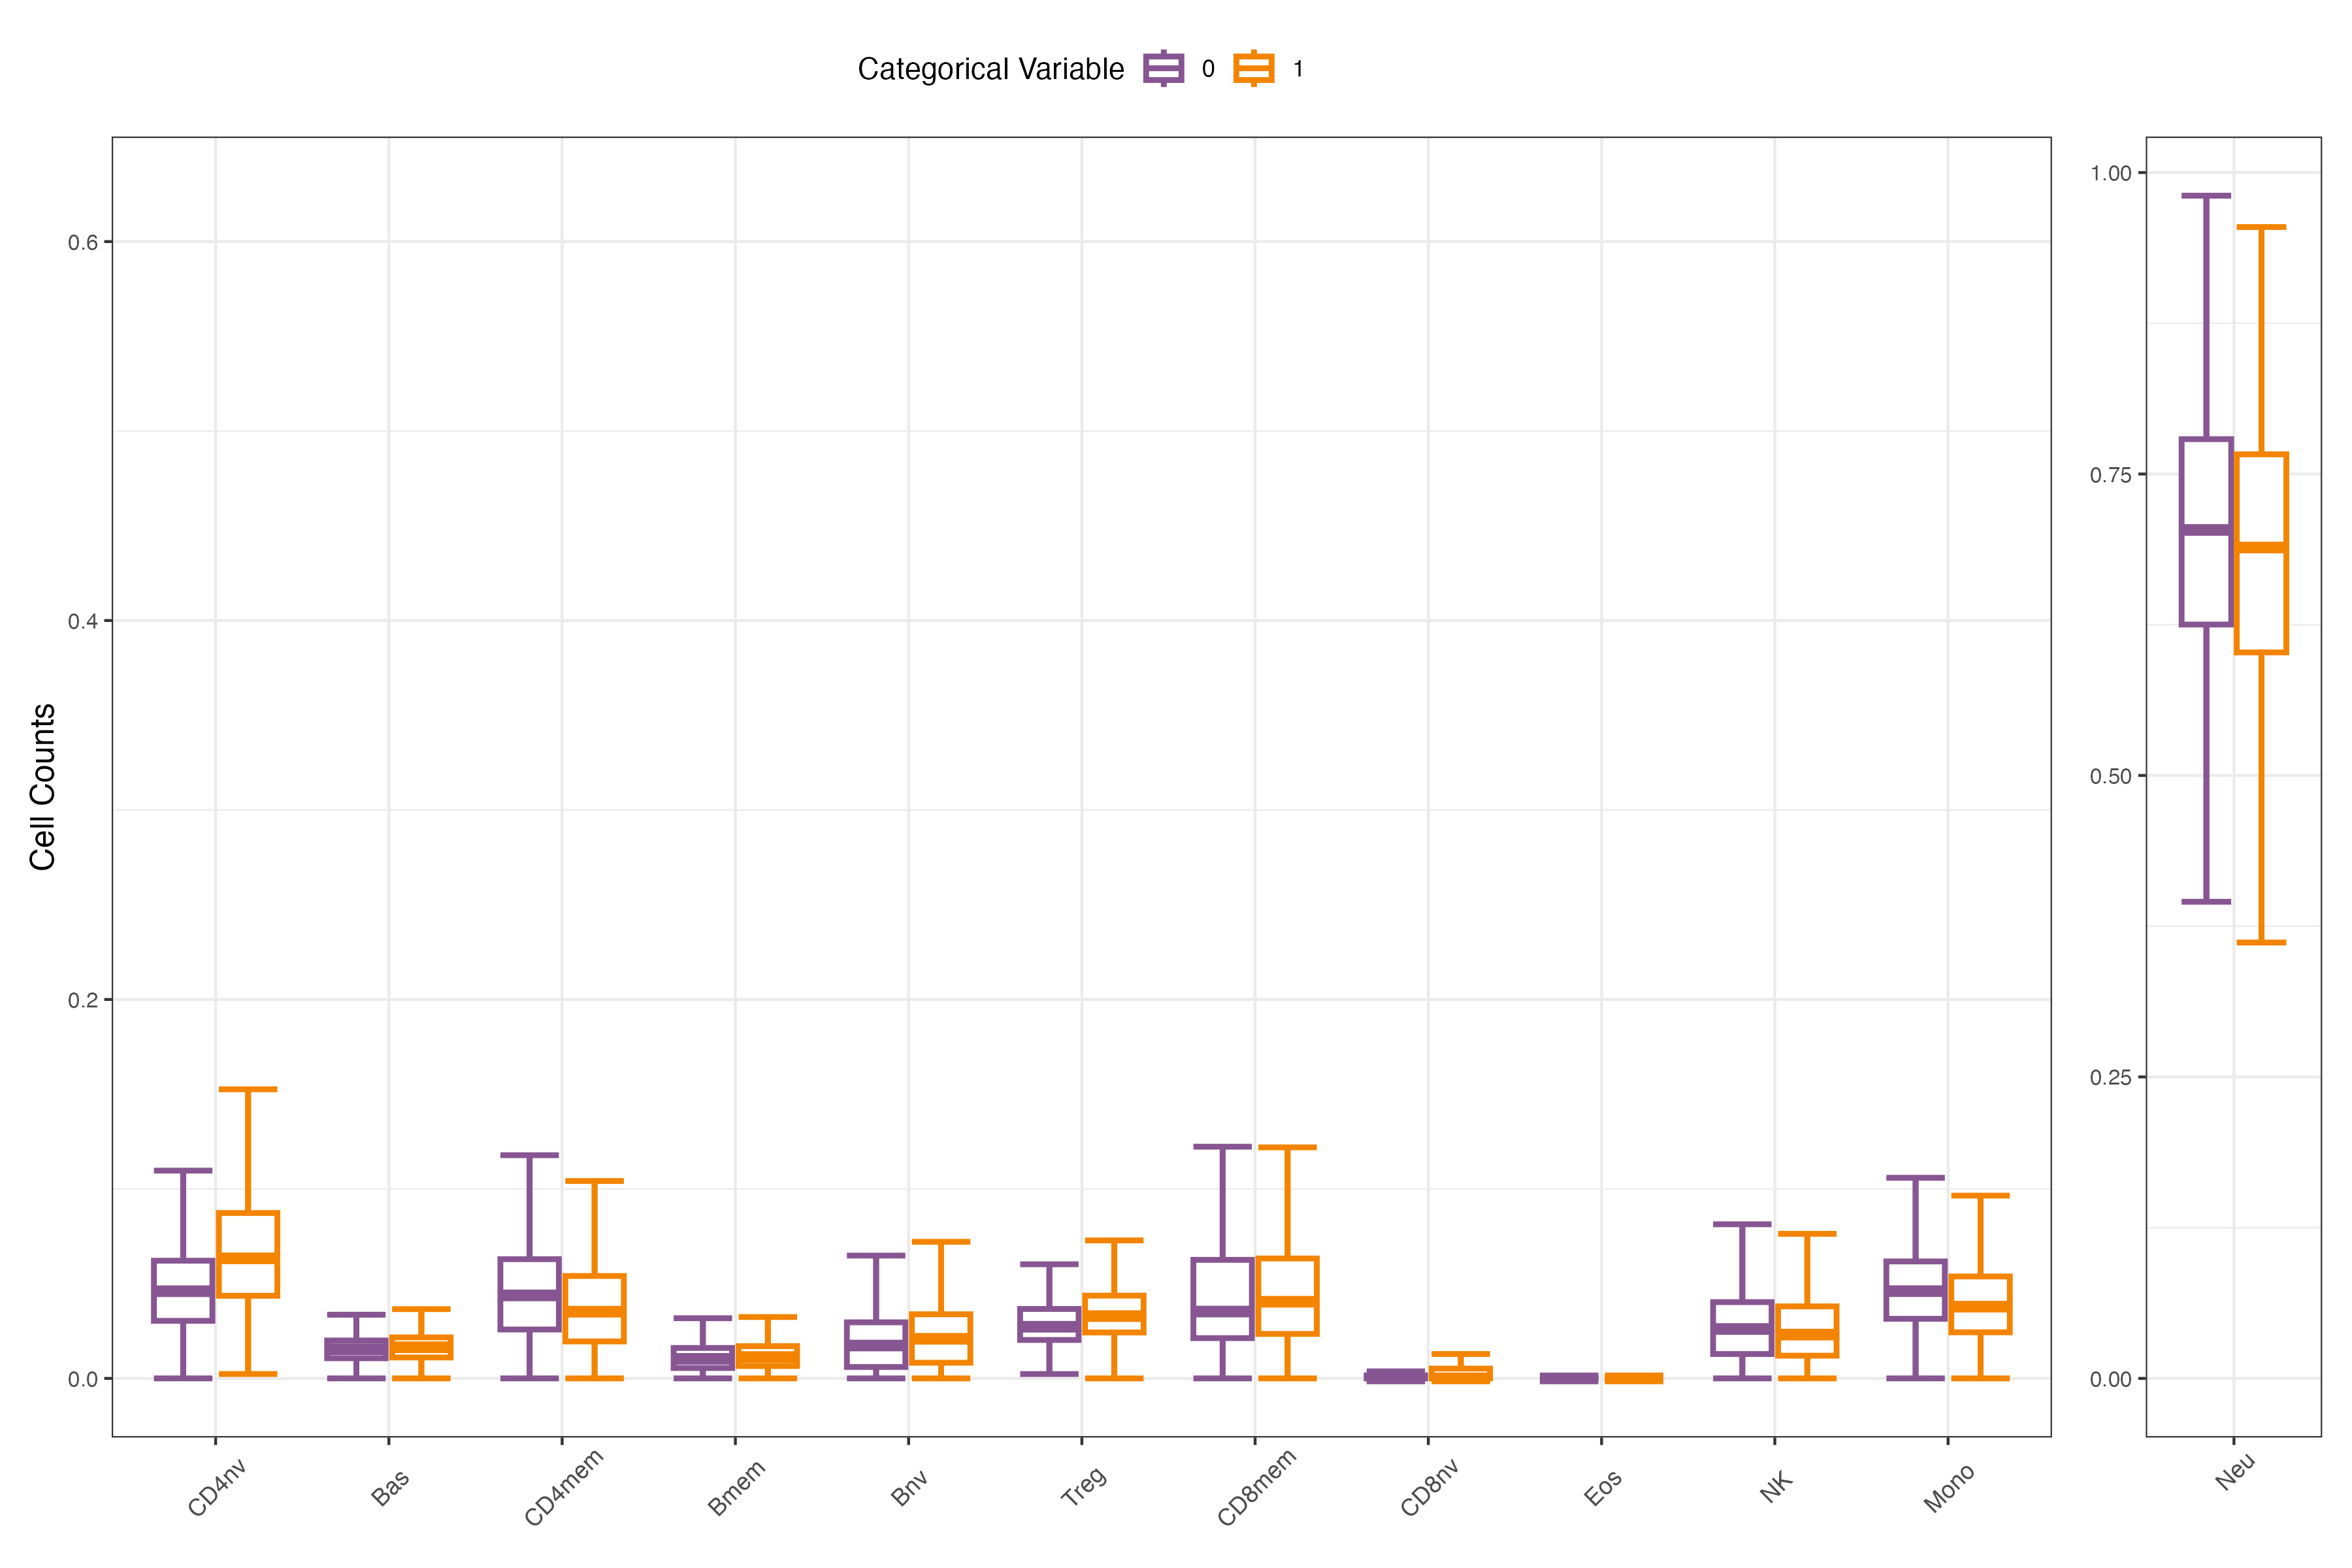 Categorical Variable 0 1
Cell Counts
0.6
0.4
0.2
0.0
CD4nv Bas CD4mem Bmem Bnv Treg CD8mem CD8nv Eos NK Mono
1.00
0.75
0.50
0.25
0.00
Neu